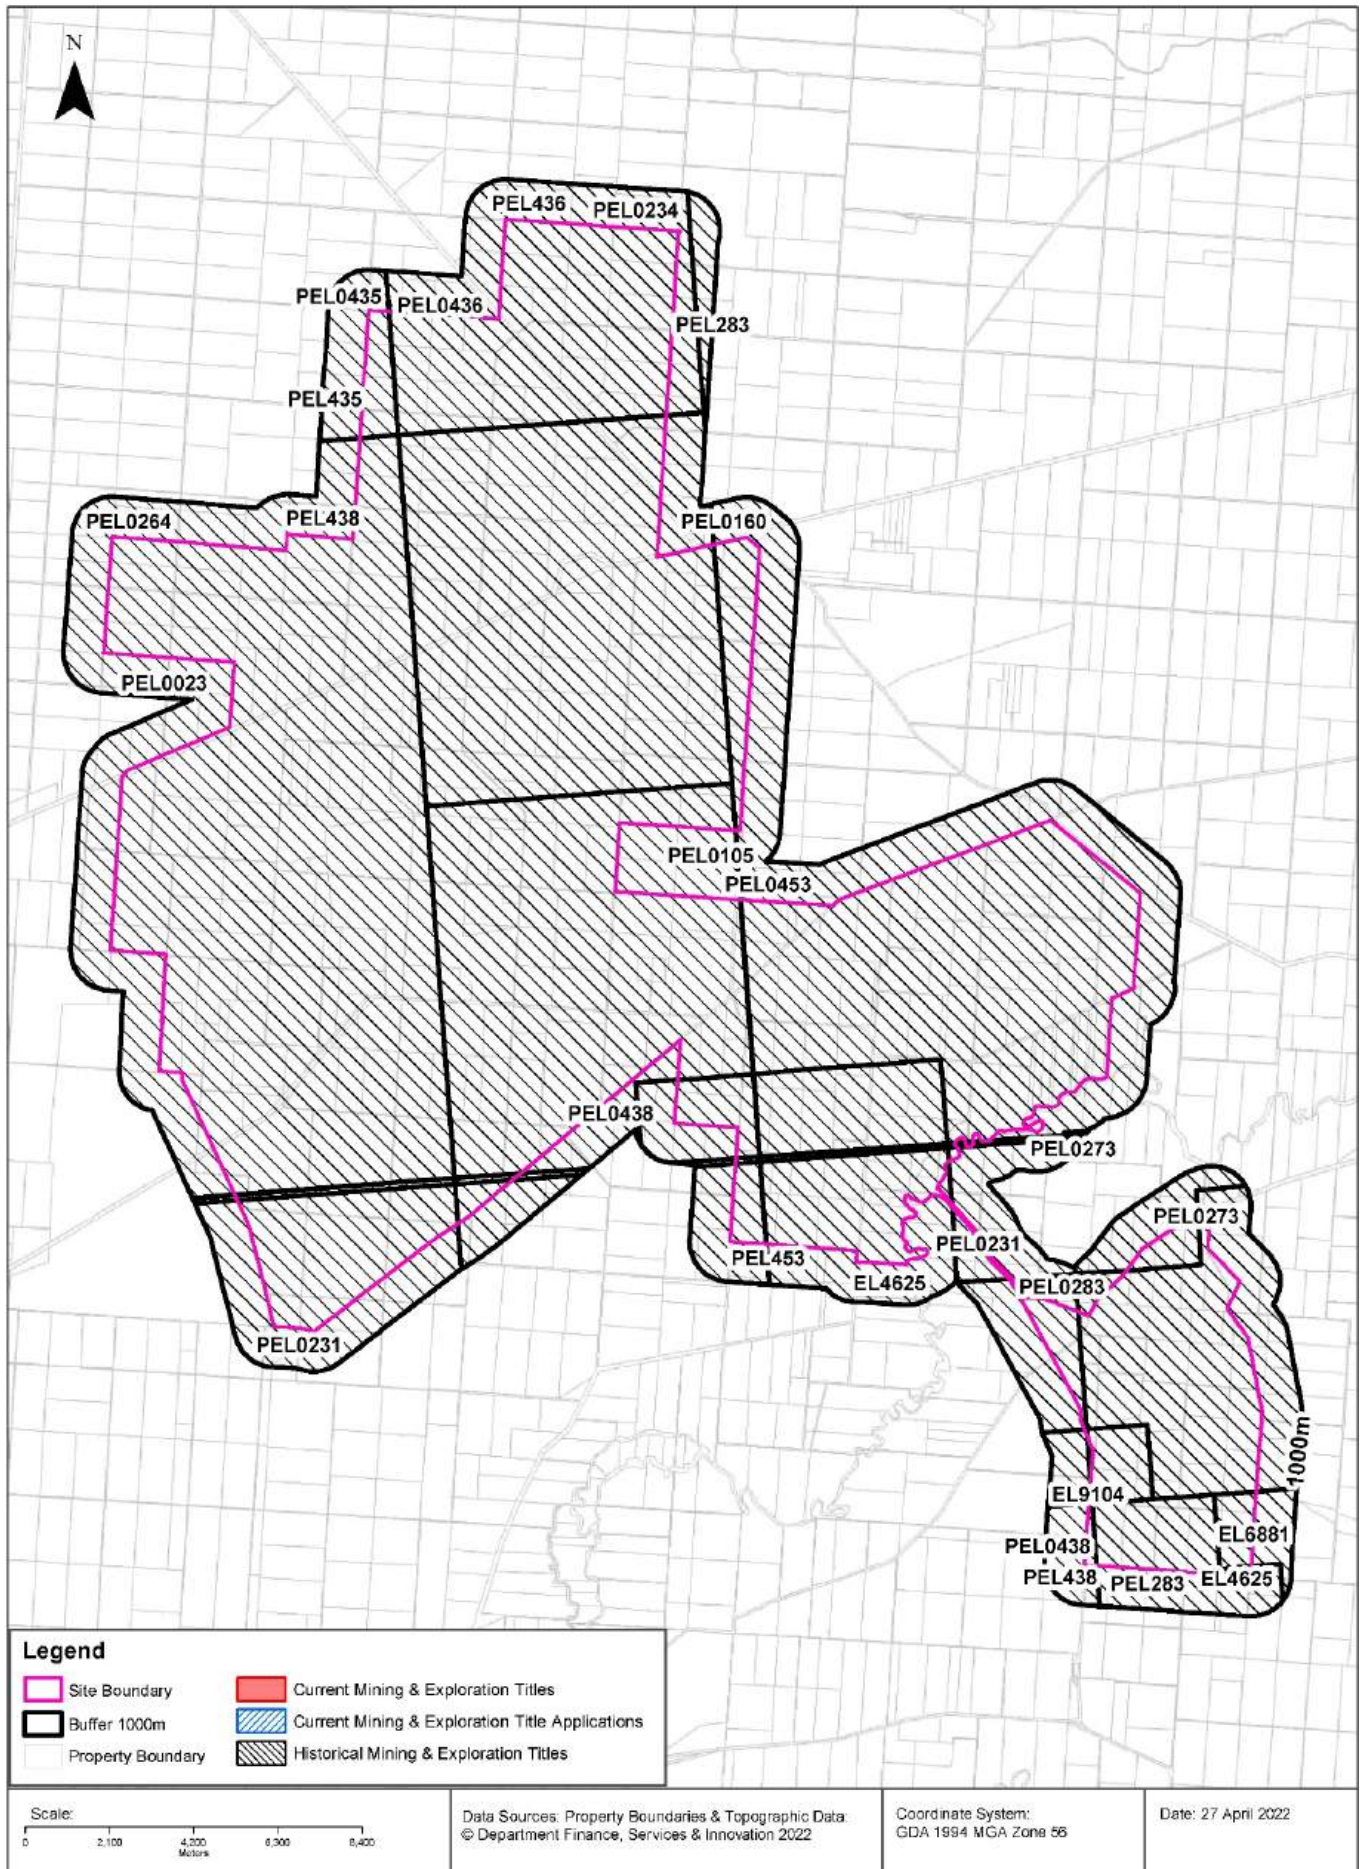 N
PEL436
PEL0234
PEL0435
PEL0436
PEL283
PEL435
PEL0264
PEL438
PEL0160
PEL0023
PEL0105
PEL0453
PEL0438
PEL0273
PEL0273
PEL0231
PEL453
EL4625
PEL0283
PEL0231
1000m
EL9104
EL6881
PEL0438
PEL438
PEL283
EL4625
Legend
Site Boundary
Buffer 1000m
Property Boundary
Current Mining & Exploration Titles
Current Mining & Exploration Title Applications
Historical Mining & Exploration Titles
Scale:
0 2,100 4,200 6,300 8,400
Meters
Data Sources: Property Boundaries & Topographic Data:
© Department Finance, Services & Innovation 2022
Coordinate System:
GDA 1994 MGA Zone 56
Date: 27 April 2022